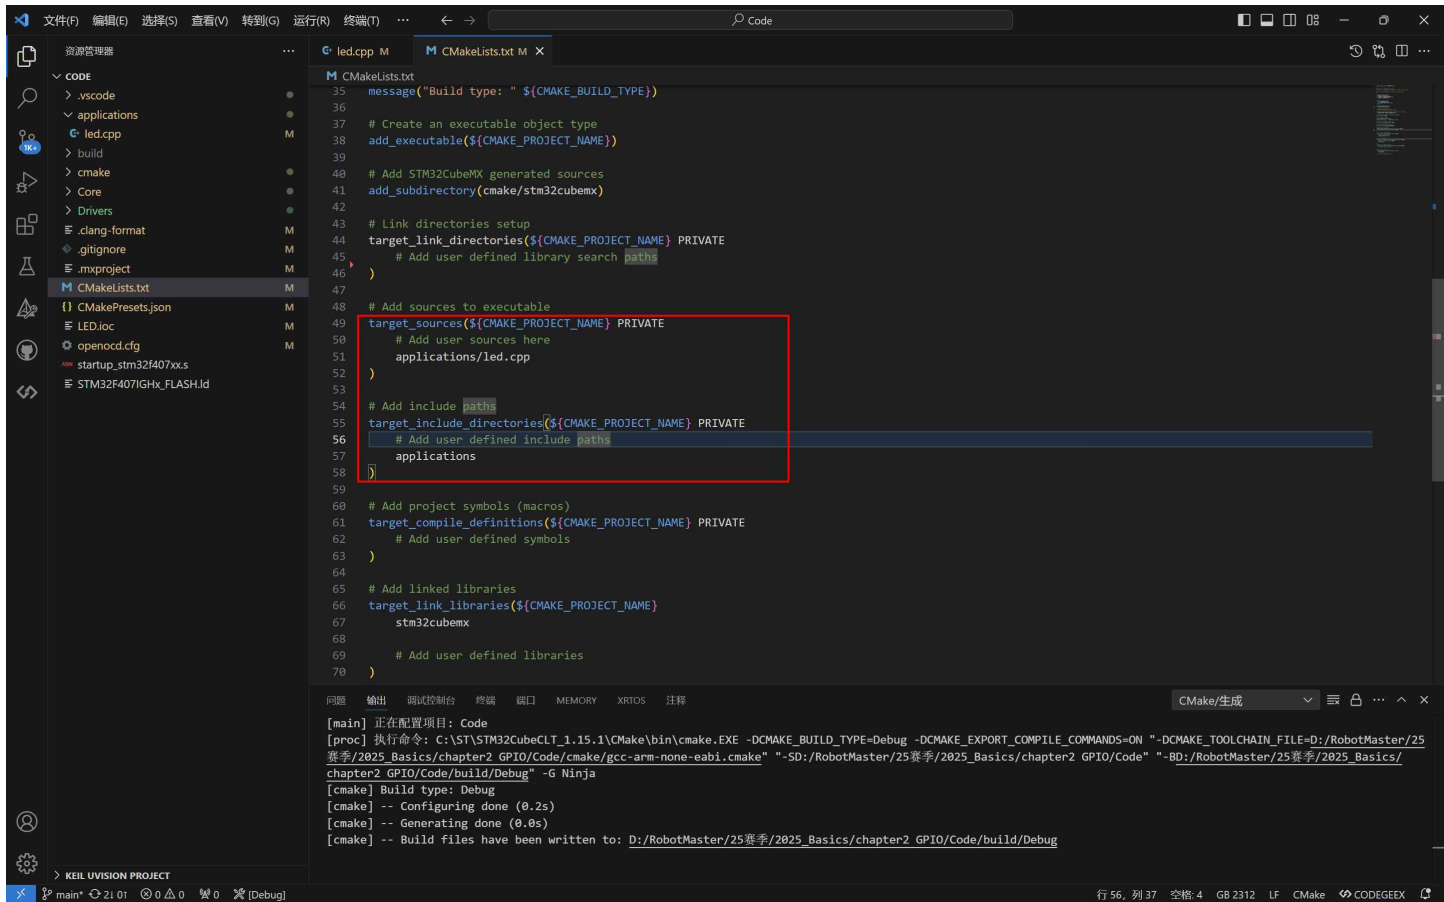 文件(F) 编辑(E) 选择(S) 查看(V) 转到(G) 运行(R) 终端(T) ··· ← → Code
资源管理器 ···
CODE
.vscode
applications
led.cpp M
build
cmake
Core
Drivers
.clang-format M
.gitignore M
.mxproject M
CMakeLists.txt M
CMakePresets.json M
LED.ioc M
openocd.cfg M
startup_stm32f407xx.s
STM32F407IGHx_FLASH.ld
KEIL UVISION PROJECT
1K+
led.cpp M CMakeLists.txt M ×
CMakeLists.txt
35 message("Build type: " ${CMAKE_BUILD_TYPE})
36
37 # Create an executable object type
38 add_executable(${CMAKE_PROJECT_NAME})
39
40 # Add STM32CubeMX generated sources
41 add_subdirectory(cmake/stm32cubemx)
42
43 # Link directories setup
44 target_link_directories(${CMAKE_PROJECT_NAME} PRIVATE
45 # Add user defined library search paths
46 )
47
48 # Add sources to executable
49 target_sources(${CMAKE_PROJECT_NAME} PRIVATE
50 # Add user sources here
51 applications/led.cpp
52 )
53
54 # Add include paths
55 target_include_directories(${CMAKE_PROJECT_NAME} PRIVATE
56 # Add user defined include paths
57 applications
58 )
59
60 # Add project symbols (macros)
61 target_compile_definitions(${CMAKE_PROJECT_NAME} PRIVATE
62 # Add user defined symbols
63 )
64
65 # Add linked libraries
66 target_link_libraries(${CMAKE_PROJECT_NAME}
67 stm32cubemx
68
69 # Add user defined libraries
70 )
问题 输出 调试控制台 终端 端口 MEMORY XRTOS 注释 CMake/生成
[main] 正在配置项目: Code
[proc] 执行命令: C:\ST\STM32CubeCLT_1.15.1\CMake\bin\cmake.EXE -DCMAKE_BUILD_TYPE=Debug -DCMAKE_EXPORT_COMPILE_COMMANDS=ON "-DCMAKE_TOOLCHAIN_FILE=D:/RobotMaster/25
赛季/2025_Basics/chapter2 GPIO/Code/cmake/gcc-arm-none-eabi.cmake" "-SD:/RobotMaster/25赛季/2025_Basics/chapter2 GPIO/Code" "-BD:/RobotMaster/25赛季/2025_Basics/
chapter2 GPIO/Code/build/Debug" -G Ninja
[cmake] Build type: Debug
[cmake] -- Configuring done (0.2s)
[cmake] -- Generating done (0.0s)
[cmake] -- Build files have been written to: D:/RobotMaster/25赛季/2025_Basics/chapter2 GPIO/Code/build/Debug
main* 2↓ 0↑ 0 0 0 [Debug] 行 56, 列 37 空格: 4 GB 2312 LF CMake CODEGEEX